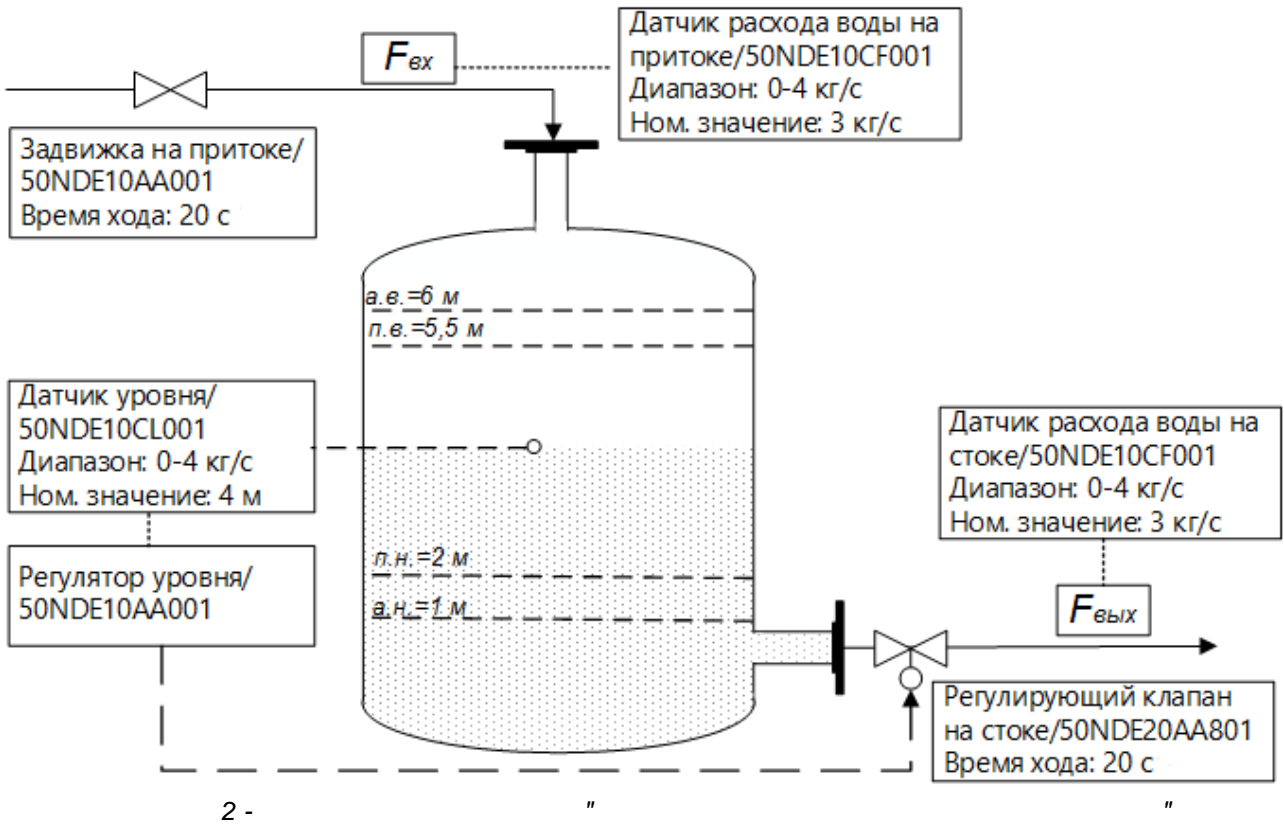 Fвх
Датчик расхода воды на
притоке/50NDE10CF001
Диапазон: 0-4 кг/с
Ном. значение: 3 кг/с
Задвижка на притоке/
50NDE10AA001
Время хода: 20 с
а.в.=6 м
п.в.=5,5 м
Датчик уровня/
50NDE10CL001
Диапазон: 0-4 кг/с
Ном. значение: 4 м
Датчик расхода воды на
стоке/50NDE10CF001
Диапазон: 0-4 кг/с
Ном. значение: 3 кг/с
Регулятор уровня/
50NDE10AA001
п.н.=2 м
а.н.=1 м
Fвых
Регулирующий клапан
на стоке/50NDE20AA801
Время хода: 20 с
2 - " "